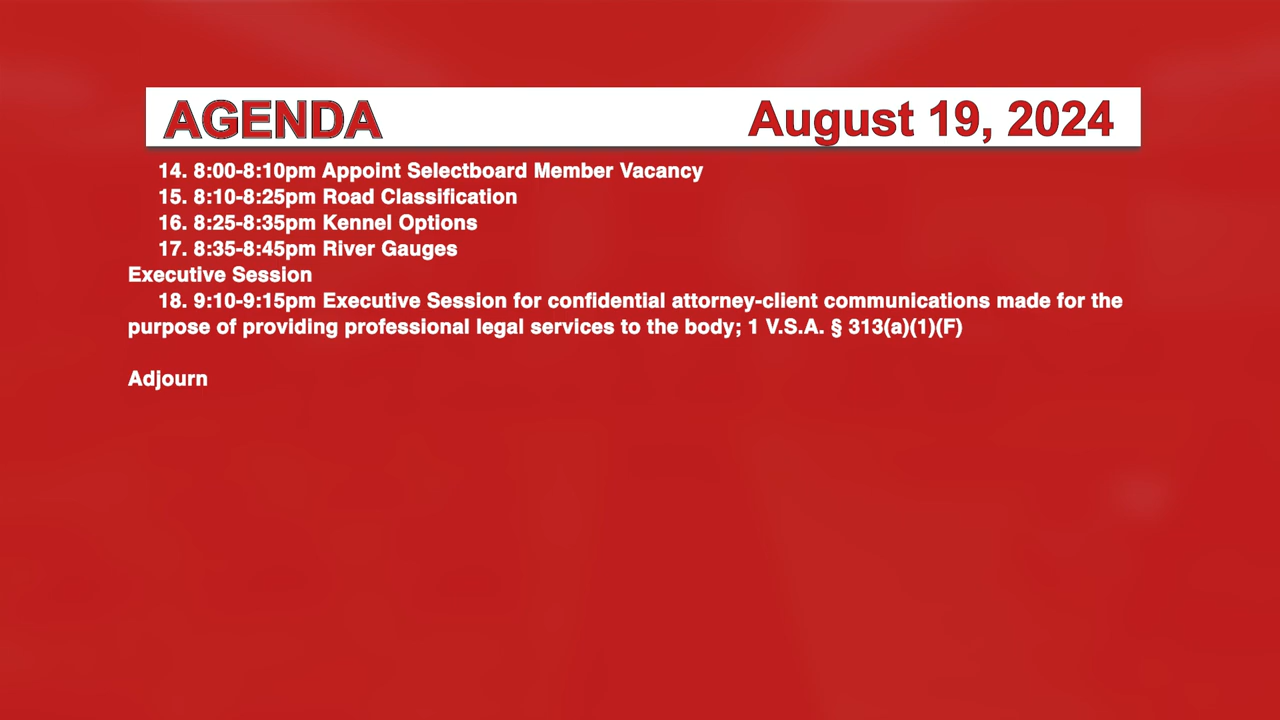 AGENDA August 19, 2024
14. 8:00-8:10pm Appoint Selectboard Member Vacancy
15. 8:10-8:25pm Road Classification
16. 8:25-8:35pm Kennel Options
17. 8:35-8:45pm River Gauges
Executive Session
18. 9:10-9:15pm Executive Session for confidential attorney-client communications made for the
purpose of providing professional legal services to the body; 1 V.S.A. § 313(a)(1)(F)
Adjourn